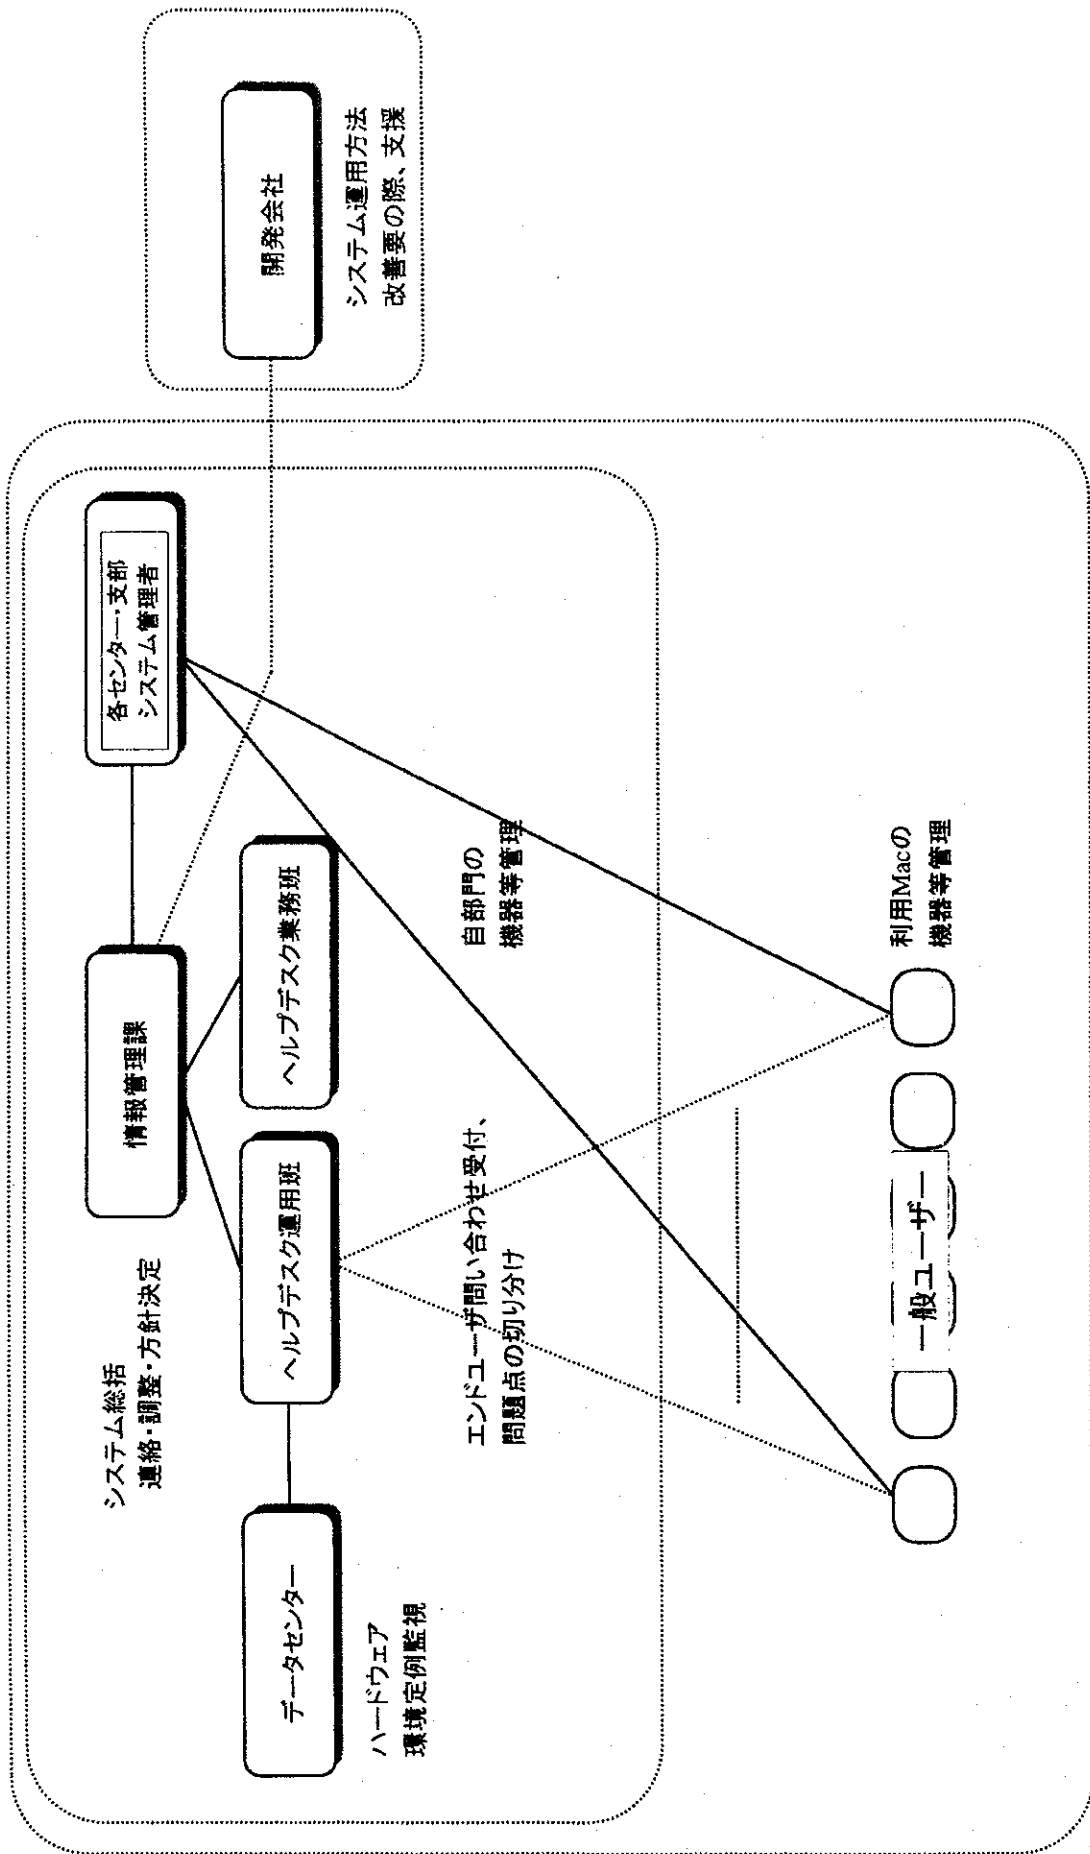 システム総括
連絡・調整・方針決定
情報管理課
各センター・支部
システム管理者
開発会社
システム運用方法
改善要の際、支援
データセンター
ヘルプデスク運用班
ヘルプデスク業務班
ハードウェア
環境定例監視
エンドユーザ問い合わせ受付、
問題点の切り分け
自部門の
機器等管理
一般ユーザー
利用Macの
機器等管理